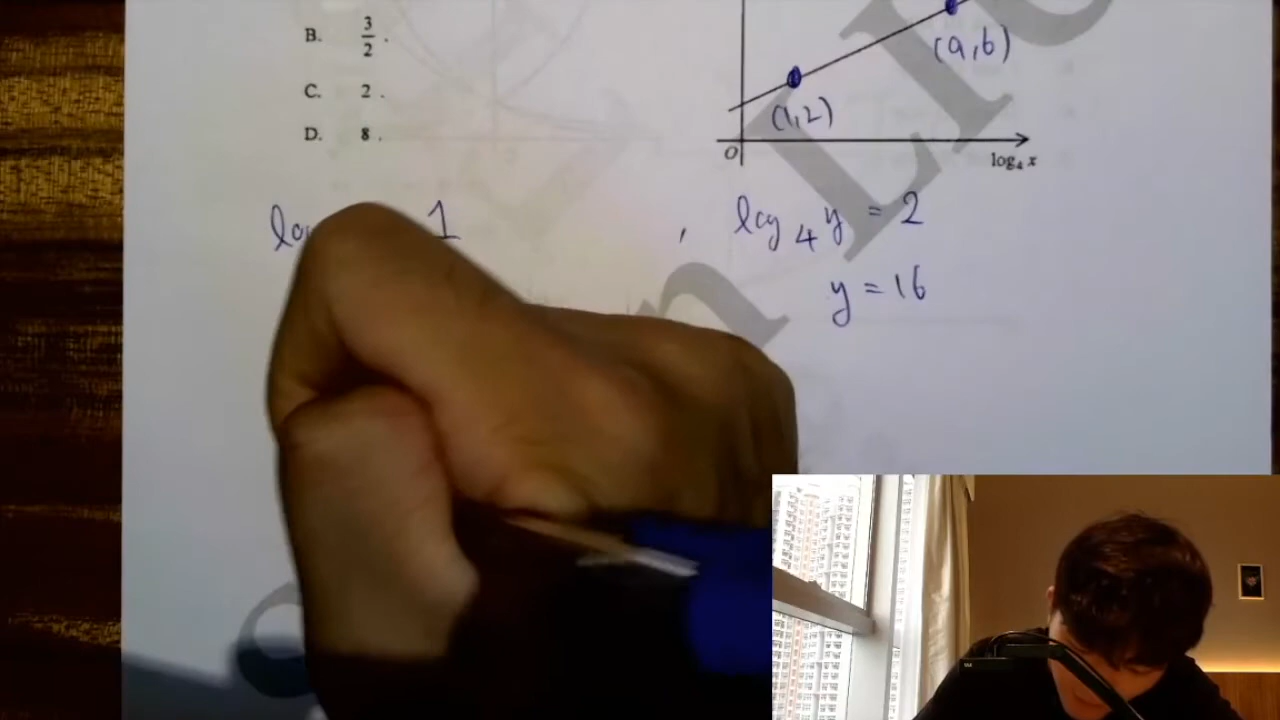 B. 3/2 .
C. 2 .
D. 8 .
(a,b)
(1,2)
O
log₄ x
1
, log₄ y = 2
y = 16